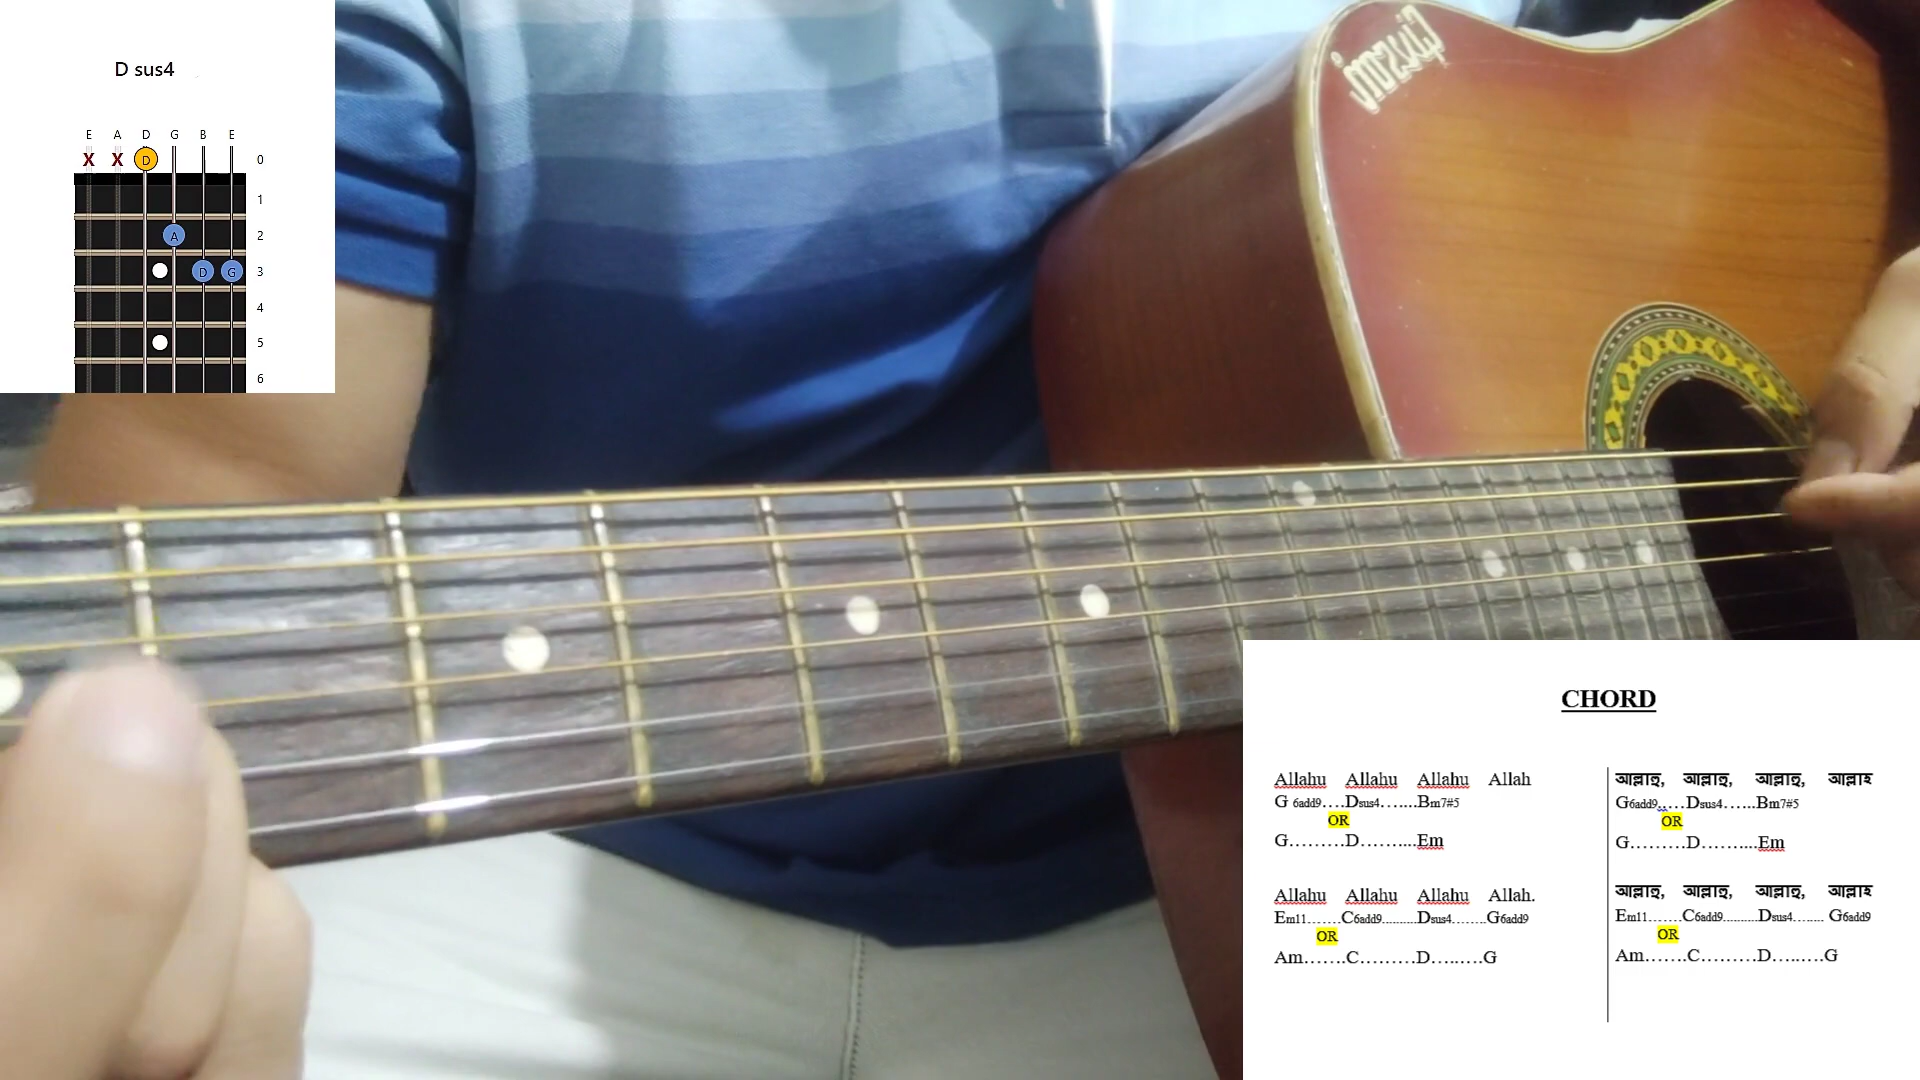 D sus4
E A D G B E
X X D 0
1
A 2
D G 3
4
5
6
CHORD
Allahu Allahu Allahu Allah
G 6add9....Dsus4.......Bm7#5
OR
G.........D.........Em
Allahu Allahu Allahu Allah.
Em11.......C6add9..........Dsus4.......G6add9
OR
Am.......C.........D........G
আল্লাহু, আল্লাহু, আল্লাহু, আল্লাহ
G6add9.....Dsus4......Bm7#5
OR
G.........D.........Em
আল্লাহু, আল্লাহু, আল্লাহু, আল্লাহ
Em11.......C6add9..........Dsus4....... G6add9
OR
Am.......C.........D........G